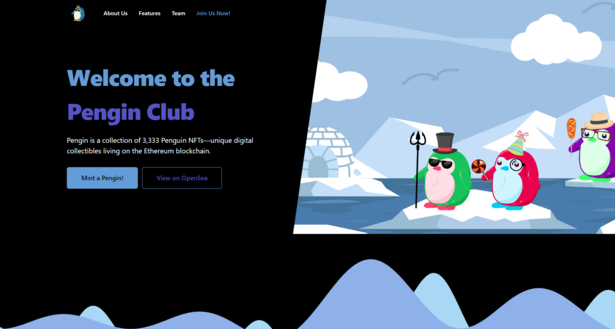 About Us Features Team Join Us Now!
Welcome to the
Pengin Club
Pengin is a collection of 3,333 Penguin NFTs—unique digital
collectibles living on the Ethereum blockchain.
Mint a Pengin! View on OpenSea